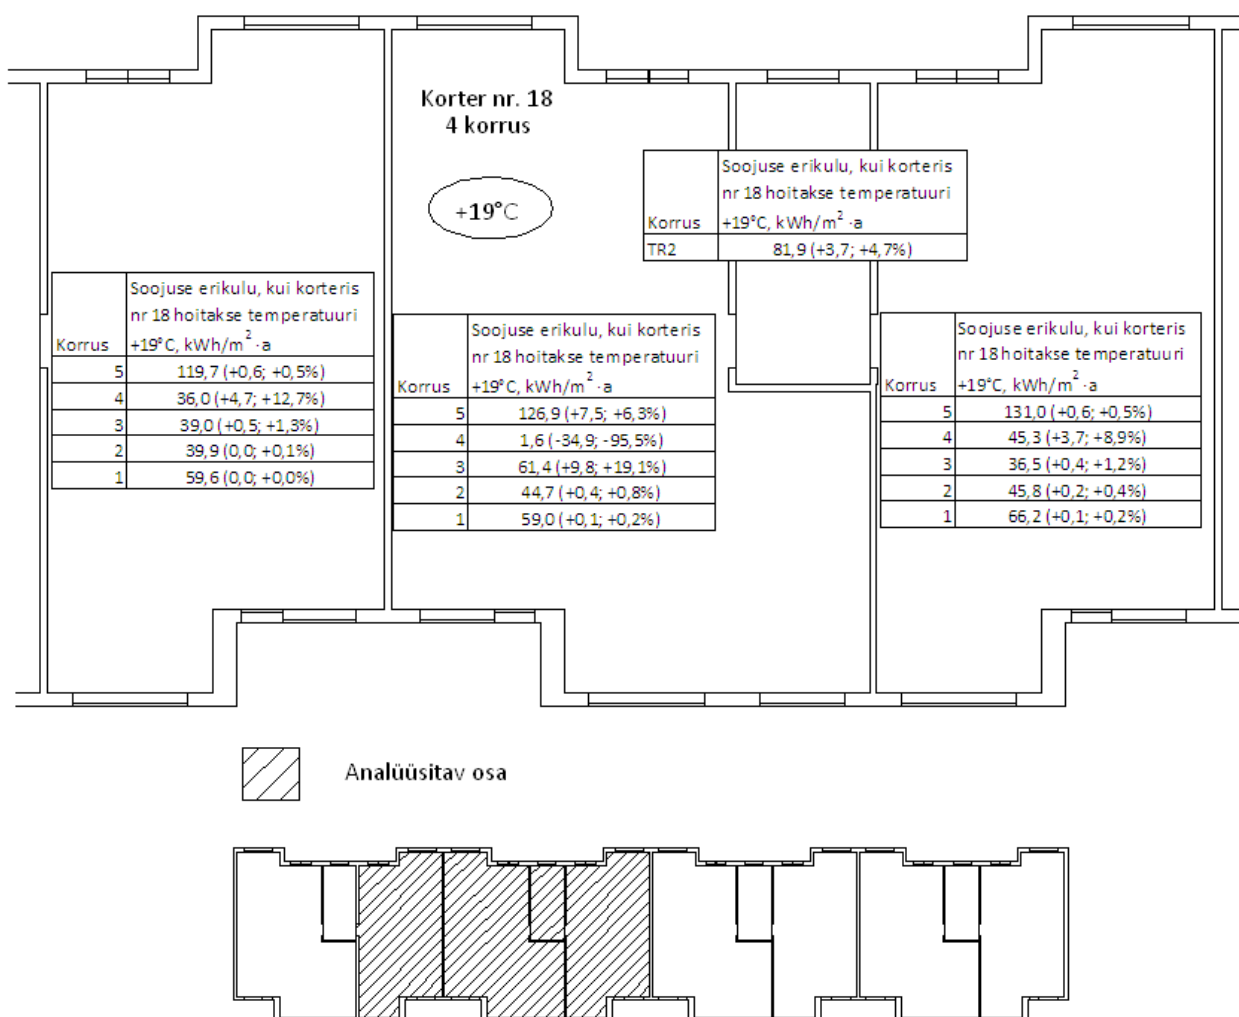 Korter nr. 18
4 korrus
+19°C
Soojuse erikulu, kui korteris
nr 18 hoitakse temperatuuri
Korrus +19°C, kWh/m² ·a
TR2 81,9 (+3,7; +4,7%)
Soojuse erikulu, kui korteris
nr 18 hoitakse temperatuuri
Korrus +19°C, kWh/m² ·a
5 119,7 (+0,6; +0,5%)
4 36,0 (+4,7; +12,7%)
3 39,0 (+0,5; +1,3%)
2 39,9 (0,0; +0,1%)
1 59,6 (0,0; +0,0%)
Soojuse erikulu, kui korteris
nr 18 hoitakse temperatuuri
Korrus +19°C, kWh/m² ·a
5 126,9 (+7,5; +6,3%)
4 1,6 (-34,9; -95,5%)
3 61,4 (+9,8; +19,1%)
2 44,7 (+0,4; +0,8%)
1 59,0 (+0,1; +0,2%)
Soojuse erikulu, kui korteris
nr 18 hoitakse temperatuuri
Korrus +19°C, kWh/m² ·a
5 131,0 (+0,6; +0,5%)
4 45,3 (+3,7; +8,9%)
3 36,5 (+0,4; +1,2%)
2 45,8 (+0,2; +0,4%)
1 66,2 (+0,1; +0,2%)
Analüüsitav osa